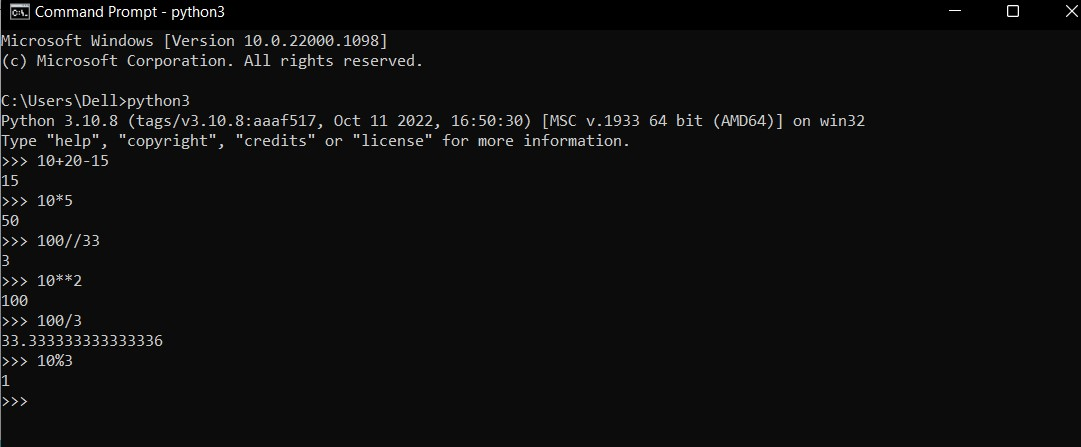 Command Prompt - python3
Microsoft Windows [Version 10.0.22000.1098]
(c) Microsoft Corporation. All rights reserved.
C:\Users\Dell>python3
Python 3.10.8 (tags/v3.10.8:aaaf517, Oct 11 2022, 16:50:30) [MSC v.1933 64 bit (AMD64)] on win32
Type "help", "copyright", "credits" or "license" for more information.
>>> 10+20-15
15
>>> 10*5
50
>>> 100//33
3
>>> 10**2
100
>>> 100/3
33.333333333333336
>>> 10%3
1
>>>